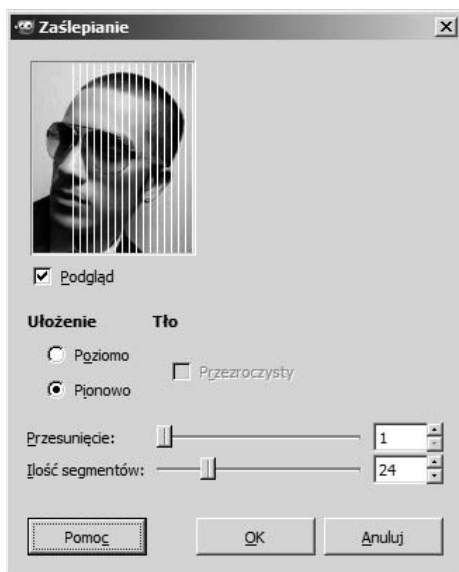 Zaślepianie
Podgląd
Ułożenie Tło
Poziomo
Przezroczysty
Pionowo
Przesunięcie: 1
Ilość segmentów: 24
Pomoc OK Anuluj